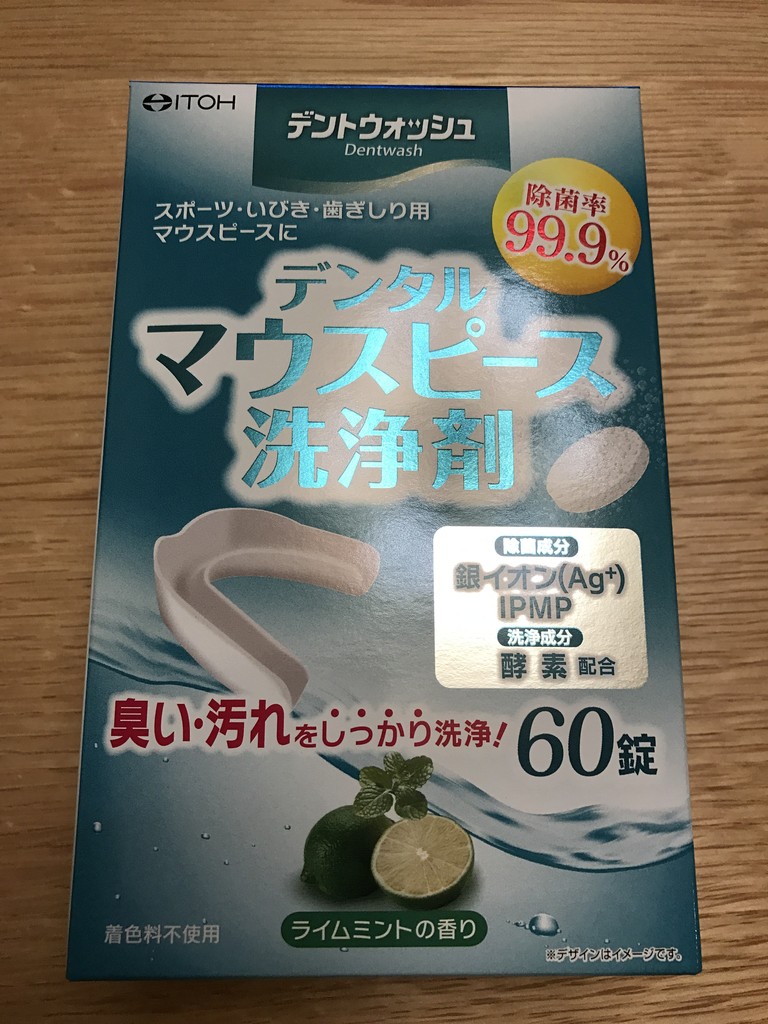 ITOH
デントウォッシュ
Dentwash
スポーツ・いびき・歯ぎしり用
マウスピースに
除菌率
99.9%
デンタル
マウスピース
洗浄剤
除菌成分
銀イオン(Ag+)
IPMP
洗浄成分
酵素 配合
臭い・汚れをしっかり洗浄!
60錠
着色料不使用
ライムミントの香り
※デザインはイメージです。